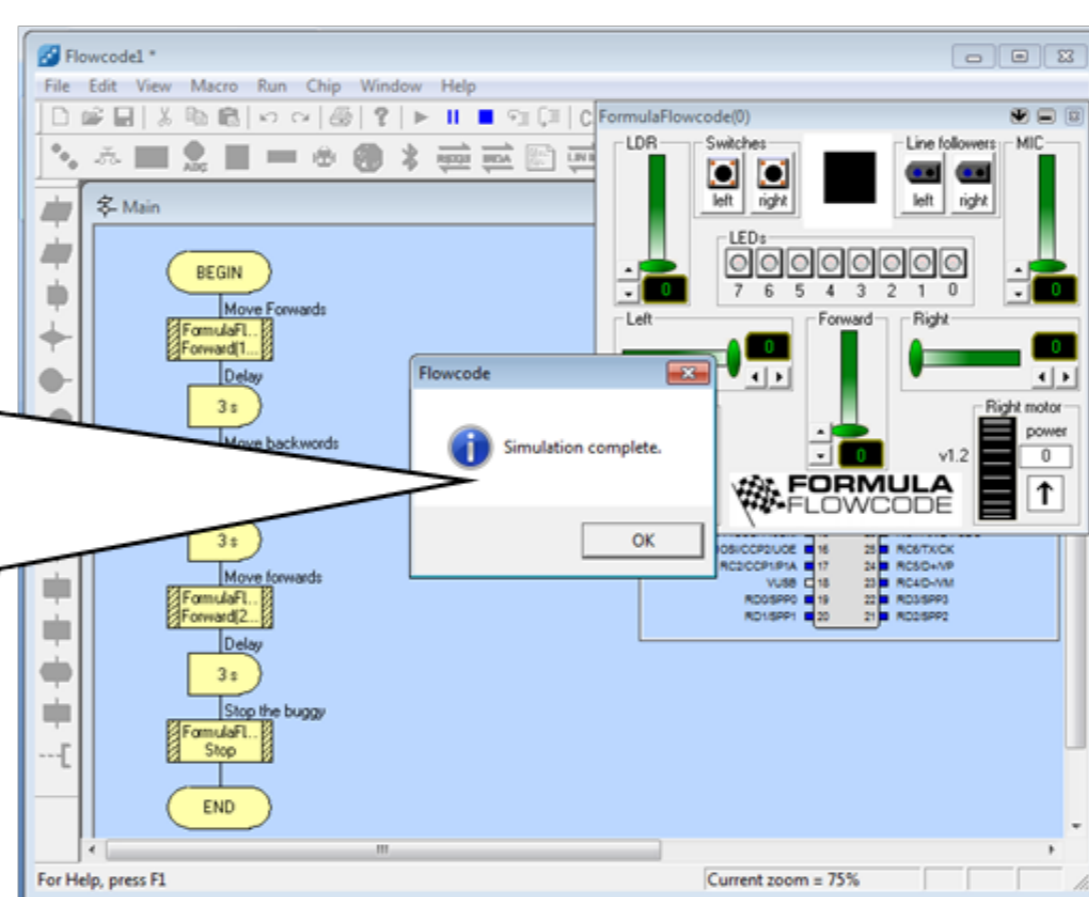 Flowcode1 *
File Edit View Macro Run Chip Window Help
FormulaFlowcode(0)
LDR Switches Line followers MIC
left right left right
Main
LEDs
7 6 5 4 3 2 1 0
0 0
BEGIN
Move Forwards
FormulaFl...
Forward(1...
Left Forward Right
0 0
Delay
3 s
Flowcode
Simulation complete.
OK
Move backwords
Right motor
power
0
v1.2
0
FORMULA
FLOWCODE
3 s
Move forwards
FormulaFl...
Forward(2...
Delay
3 s
Stop the buggy
FormulaFl...
Stop
END
16 25 RC6/TX/CK
RC2/CCP1/P1A 17 24 RC5/D+/VP
VUSB 18 23 RC4/D-/VM
RD0/SPP0 19 22 RD3/SPP3
RD1/SPP1 20 21 RD2/SPP2
For Help, press F1
Current zoom = 75%